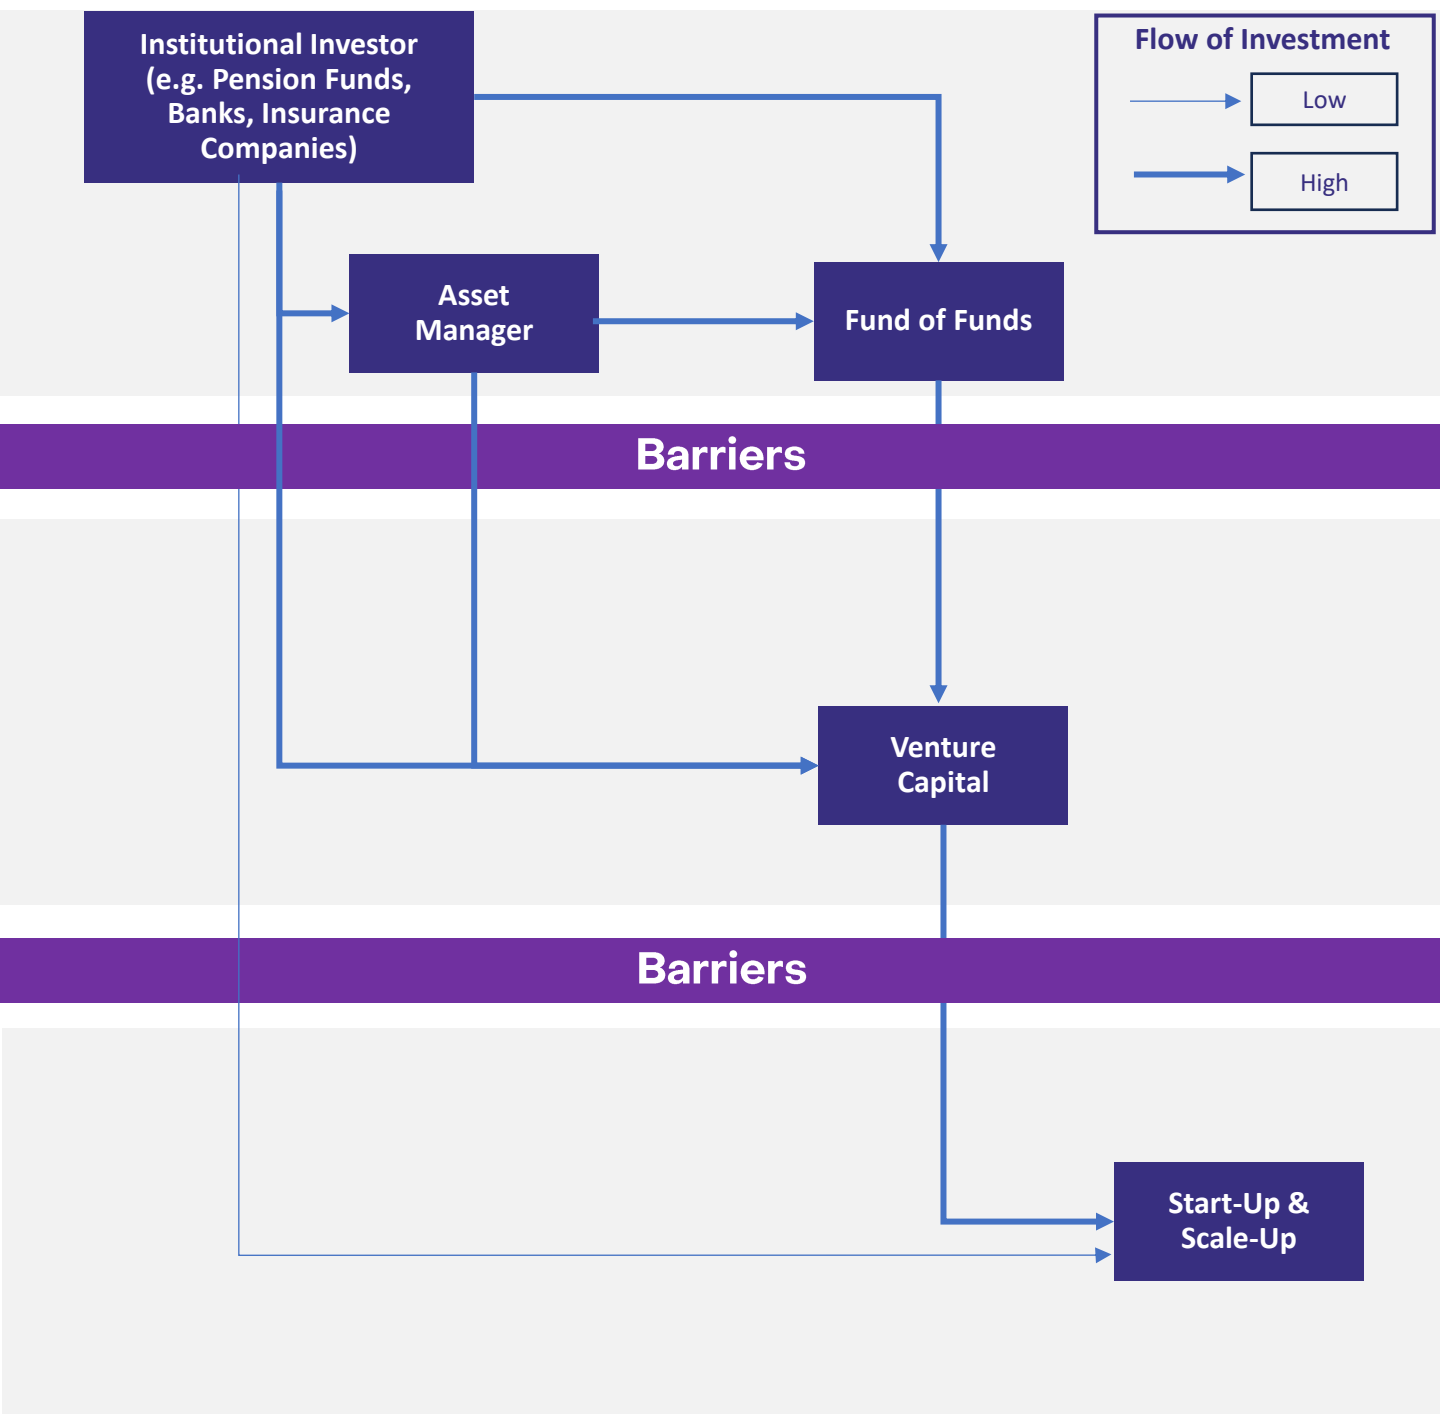 Institutional Investor
(e.g. Pension Funds,
Banks, Insurance
Companies)
Flow of Investment
Low
High
Asset
Manager
Fund of Funds
Barriers
Venture
Capital
Barriers
Start-Up &
Scale-Up